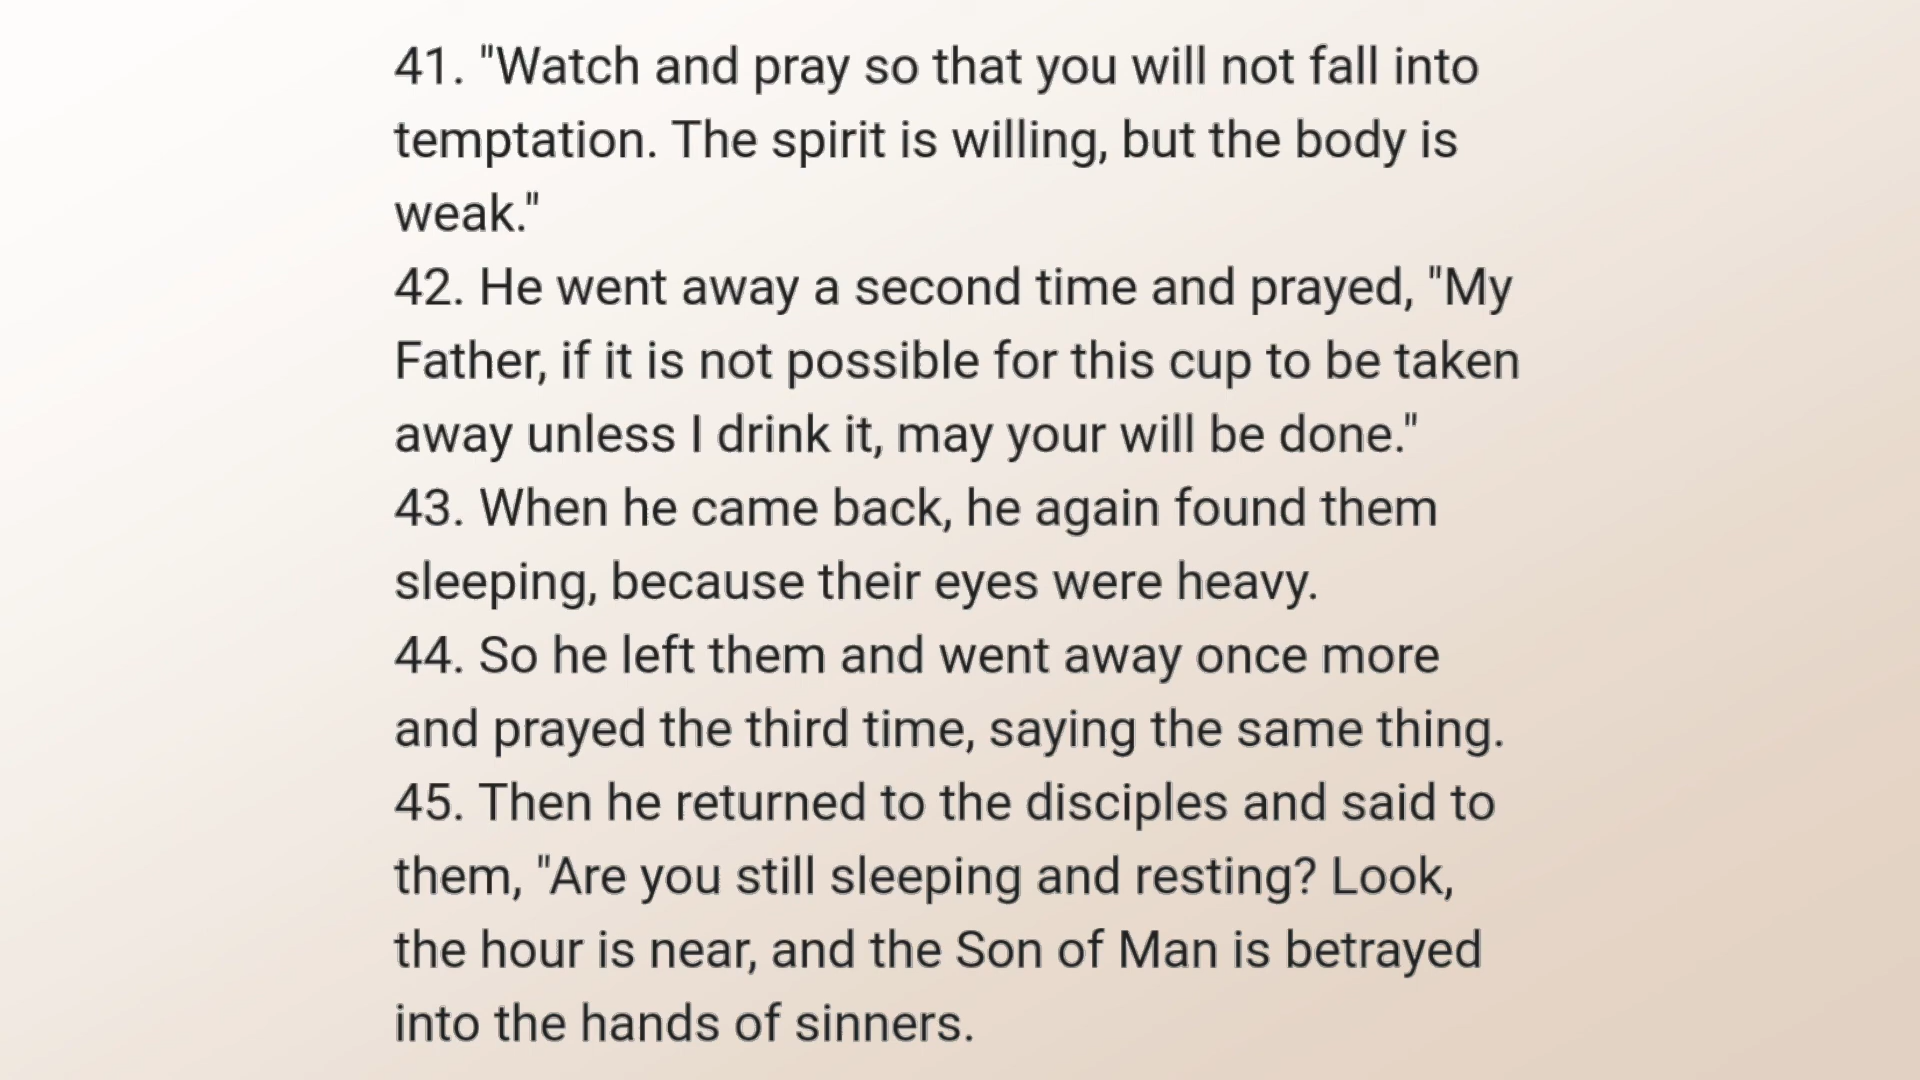 41. "Watch and pray so that you will not fall into
temptation. The spirit is willing, but the body is
weak."
42. He went away a second time and prayed, "My
Father, if it is not possible for this cup to be taken
away unless I drink it, may your will be done."
43. When he came back, he again found them
sleeping, because their eyes were heavy.
44. So he left them and went away once more
and prayed the third time, saying the same thing.
45. Then he returned to the disciples and said to
them, "Are you still sleeping and resting? Look,
the hour is near, and the Son of Man is betrayed
into the hands of sinners.